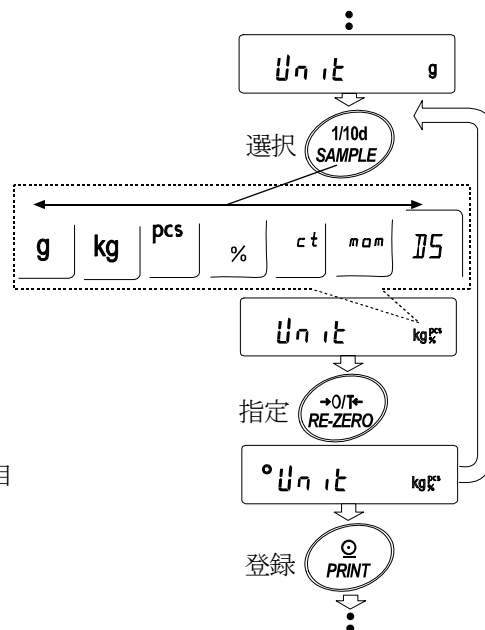 Unit g
選択 1/10d
SAMPLE
g kg pcs % ct mom DS
Unit kg pcs %
指定 →0/T←
RE-ZERO
Unit kg pcs %
目
登録 PRINT